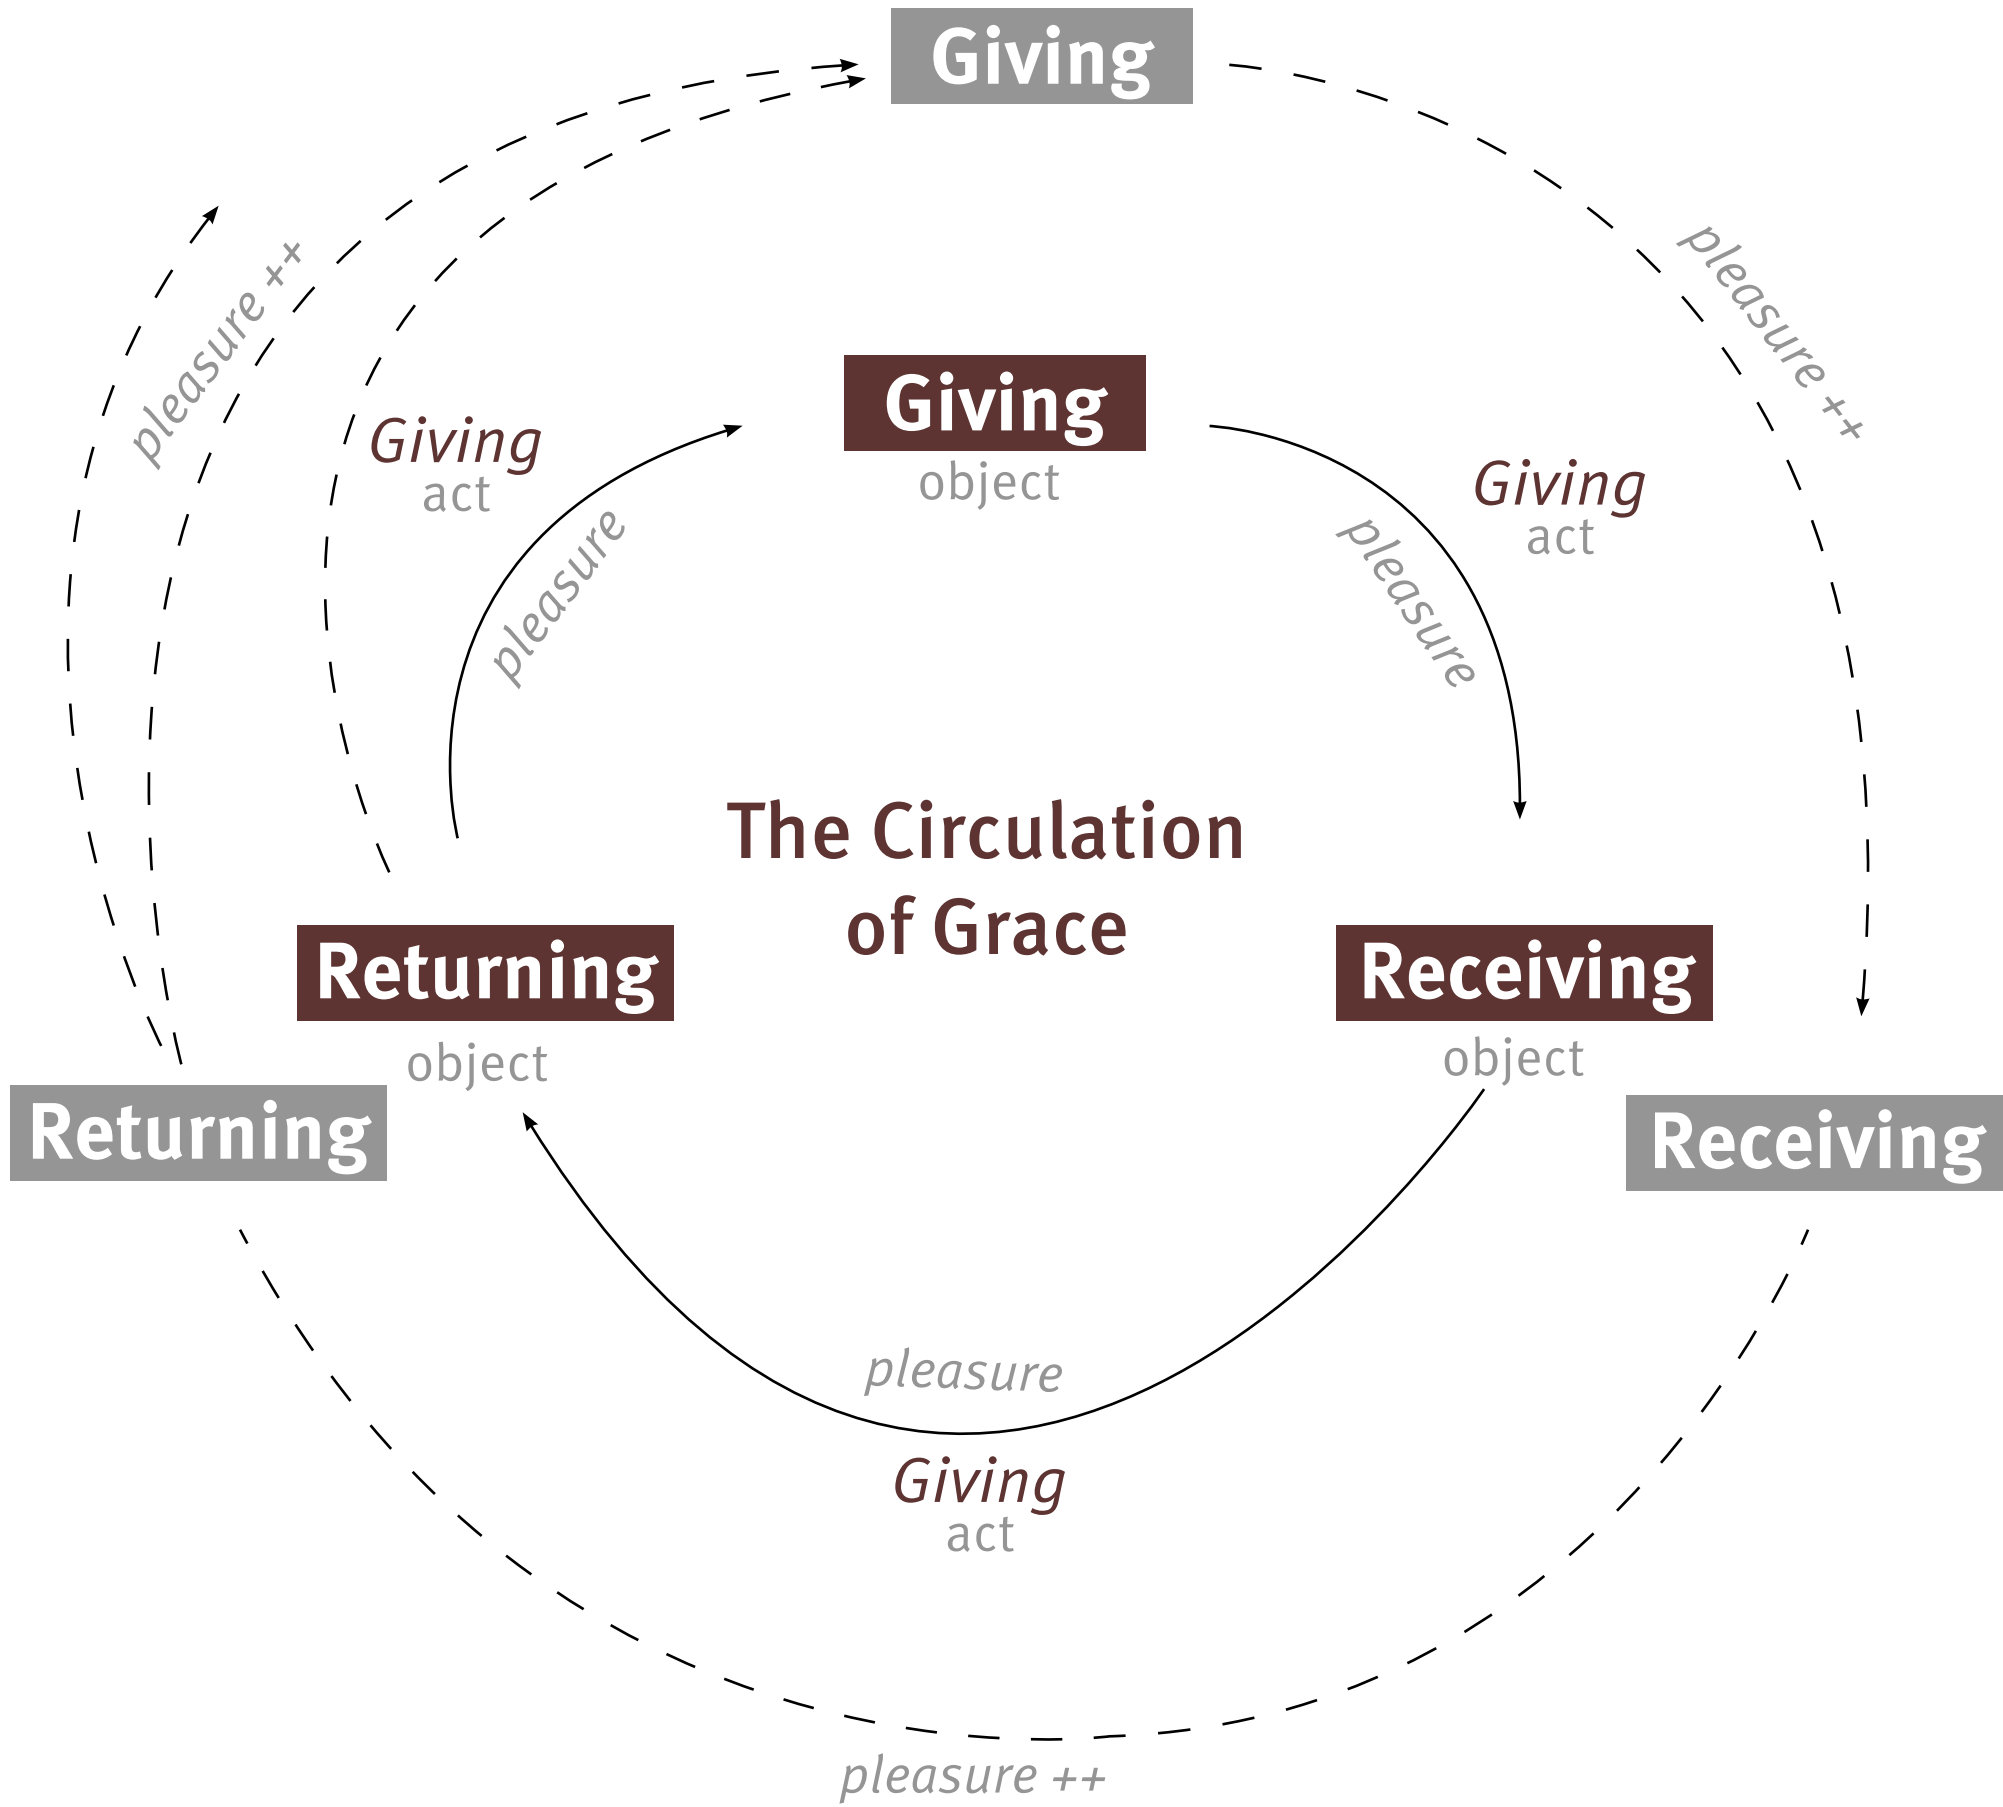 Giving
pleasure ++
pleasure ++
Giving
object
Giving
act
Giving
act
pleasure
pleasure
The Circulation
of Grace
Returning
object
Receiving
object
Returning
Receiving
pleasure
Giving
act
pleasure ++